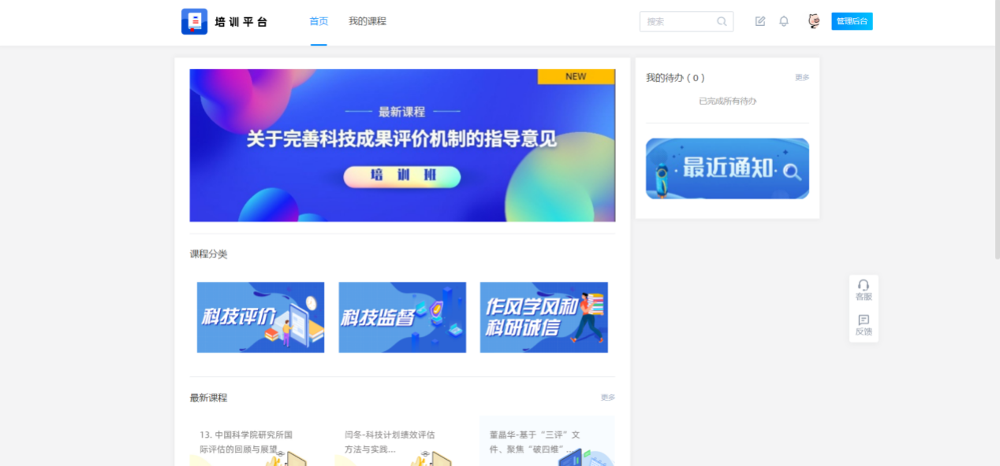 培训平台
首页
我的课程
搜索
管理后台
NEW
最新课程
关于完善科技成果评价机制的指导意见
培 训 班
我的待办 ( 0 )
更多
已完成所有待办
·最近通知·
课程分类
科技评价
科技监督
作风学风和
科研诚信
客服
反馈
最新课程
更多
13. 中国科学院研究所国
际评估的回顾与展望
闫冬-科技计划绩效评估
方法与实践...
董晶华-基于“三评”文
件、聚焦“破四维”...